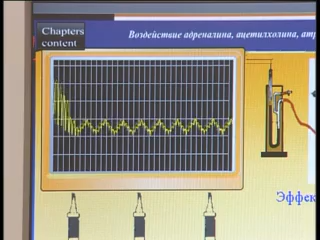 Chapters
content
Воздействие адреналина, ацетилхолина, атр
Эффек